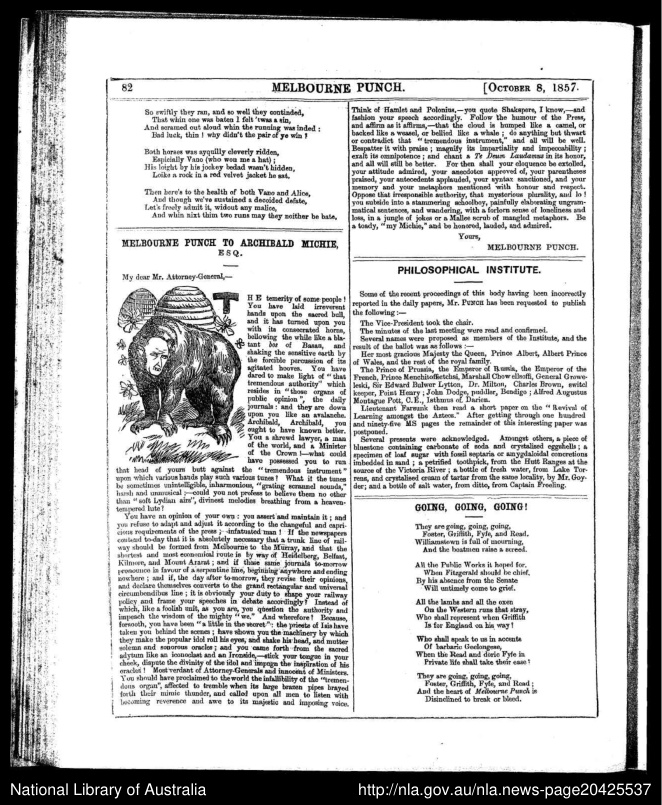 82
MELBOURNE PUNCH.
[OCTOBER 8, 1857.
So swiftly they ran, and so well they continded,
That whin one was baten I felt 'twas a sin,
And scramed out aloud whin the running was inded:
Bad luck, thin! why didn't the pair of ye win?
Both horses was ayquilly cleverly ridden,
Espicially Vano (who won me a hat);
His hoight by his jockey bedad wasn't hidden,
Loike a rock in a red velvet jacket he sat.
Then here's to the health of both Vano and Alice,
And though we've sustained a decoided defate,
Let's freely admit it, widout any malice,
And whin nixt thim two runs may they neither be bate.
MELBOURNE PUNCH TO ARCHIBALD MICHIE,
ESQ.
My dear Mr. Attorney-General,—
THE temerity of some people!
You have laid irreverent
hands upon the sacred bull,
and it has turned upon you
with its consecrated horns,
bellowing the while like a bla-
tant bos of Basan, and
shaking the sensitive earth by
the forcible percussion of its
agitated hooves. You have
dared to make light of "that
tremendous authority" which
resides in "those organs of
public opinion", the daily
journals: and they are down
upon you like an avalanche.
Archibald, Archibald, you
ought to have known better.
You a shrewd lawyer, a man
of the world, and a Minister
of the Crown!—what could
have possessed you to run
that head of yours butt against the "tremendous instrument"
upon which various hands play such various tunes? What if the tunes
be sometimes unintelligible, inharmonious, "grating scrannel sounds,"
harsh and unmusical;—could you not profess to believe them no other
than "soft Lydian airs", divinest melodies breathing from a heaven-
tempered lute?
You have an opinion of your own: you assert and maintain it; and
you refuse to adapt and adjust it according to the changeful and capri-
cious requirements of the press;—infatuated man! If the newspapers
contend to-day that it is absolutely necessary that a trunk line of rail-
way should be formed from Melbourne to the Murray, and that the
shortest and most economical route is by way of Heidelberg, Belfast,
Kilmore, and Mount Ararat; and if those same journals to-morrow
pronounce in favour of a serpentine line, beginning anywhere and ending
nowhere; and if, the day after to-morrow, they revise their opinions,
and declare themselves converts to the grand rectangular and universal
circumbendibus line; it is obviously your duty to shape your railway
policy and frame your speeches in debate accordingly? Instead of
which, like a foolish unit, as you are, you question the authority and
impeach the wisdom of the mighty "we." And wherefore? Because,
forsooth, you have been "a little in the secret": the priests of Isis have
taken you behind the scenes; have shown you the machinery by which
they make the popular idol roll his eyes, and shake his head, and mutter
solemn and sonorous oracles; and you came forth from the sacred
adytum like an iconoclast and an Ironside,—stick your tongue in your
cheek, dispute the divinity of the idol and impugn the inspiration of his
oracles! Most verdant of Attorney-Generals and innocent of Ministers.
You should have proclaimed to the world the infallibility of the "tremen-
dous organ", affected to tremble when its large brazen pipes brayed
forth their mimic thunder, and called upon all men to listen with
becoming reverence and awe to its majestic and imposing voice.
Think of Hamlet and Polonius,—you quote Shakspere, I know,—and
fashion your speech accordingly. Follow the humour of the Press,
and affirm as it affirms,—that the cloud is humped like a camel, or
backed like a weasel, or bellied like a whale; do anything but thwart
or contradict that "tremendous instrument," and all will be well.
Bespatter it with praise; magnify its impartiality and impeccability;
exalt its omnipotence; and chant a Te Deum Laudamus in its honor,
and all will still be better. For then shall your eloquence be extolled,
your attitude admired, your anecdotes approved of, your parentheses
praised, your antecedents applauded, your syntax sanctioned, and your
memory and your metaphors mentioned with honour and respect.
Oppose that irresponsible authority, that mysterious plurality, and lo!
you subside into a stammering schoolboy, painfully elaborating ungram-
matical sentences, and wandering, with a forlorn sense of loneliness and
loss, in a jungle of jokes or a Mallee scrub of mangled metaphors. Be
a toady, "my Michie," and be honored, lauded, and admired.
Yours,
MELBOURNE PUNCH.
PHILOSOPHICAL INSTITUTE.
Some of the recent proceedings of this body having been incorrectly
reported in the daily papers, Mr. PUNCH has been requested to publish
the following:—
The Vice-President took the chair.
The minutes of the last meeting were read and confirmed.
Several names were proposed as members of the Institute, and the
result of the ballot was as follows:—
Her most gracious Majesty the Queen, Prince Albert, Albert Prince
of Wales, and the rest of the royal family.
The Prince of Prussia, the Emperor of Russia, the Emperor of the
French, Prince Menchitoffietchni, Marshall Chow elhoffi, General Growe-
leski, Sir Edward Bulwer Lytton, Dr. Milton, Charles Brown, switel
keeper, Point Henry; John Dodge, puddler, Bendigo; Alfred Augustus
Montague Pott, C.E., Isthmus of Darien.
Lieutenant then read a short paper on the "Revival of
Learning amongst the Aztecs." After getting through one hundred
and ninety-five MS pages the remainder of this interesting paper was
postponed.
Several presents were acknowledged. Amongst others, a piece of
bluestone containing carbonate of soda and crystalised eggshells; a
specimen of loaf sugar with fossil septaria or amygdaloidal concretions
imbedded in sand; a petrified toothpick, from the Hutt Ranges at the
source of the Victoria River; a bottle of fresh water, from Lake Tor-
rens, and crystalised cream of tartar from the same locality, by Mr. Goy-
der; and a bottle of salt water, from ditto, from Captain Freeling.
GOING, GOING, GOING!
They are going, going, going,
Foster, Griffith, Fyfe, and Read.
Williamstown is full of mourning,
And the boatmen raise a screed.
All the Public Works it hoped for.
When Fitzgerald should be chief,
By his absence from the Senate
Will untimely come to grief.
All the lambs and all the oxen
On the Western runs that stray,
Who shall represent when Griffith
Is for England on his way!
Who shall speak to us in accents
Of barbaric Geelongese,
When the Read and doric Fyfe in
Private life shall take their ease?
They are going, going, going,
Foster, Griffith, Fyfe, and Read;
And the heart of Melbourne Punch is
Disinclined to break or bleed.
National Library of Australia
http://nla.gov.au/nla.news-page20425537